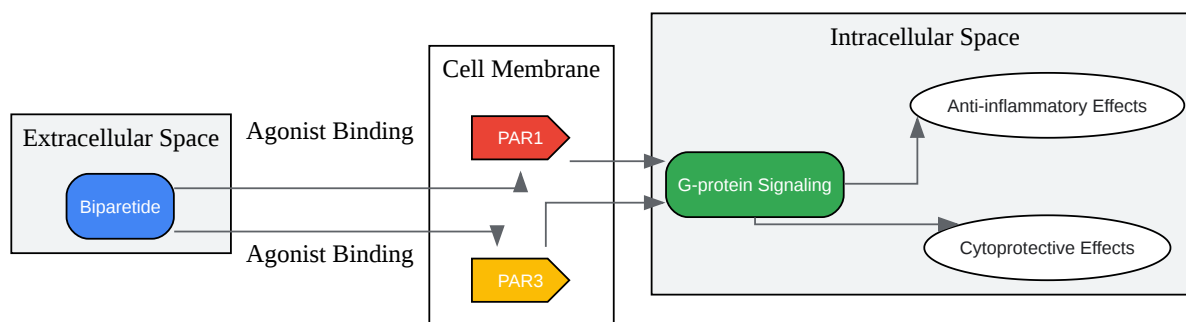 Extracellular Space
Biparetide
Agonist Binding
Agonist Binding
Cell Membrane
PAR1
PAR3
Intracellular Space
G-protein Signaling
Anti-inflammatory Effects
Cytoprotective Effects